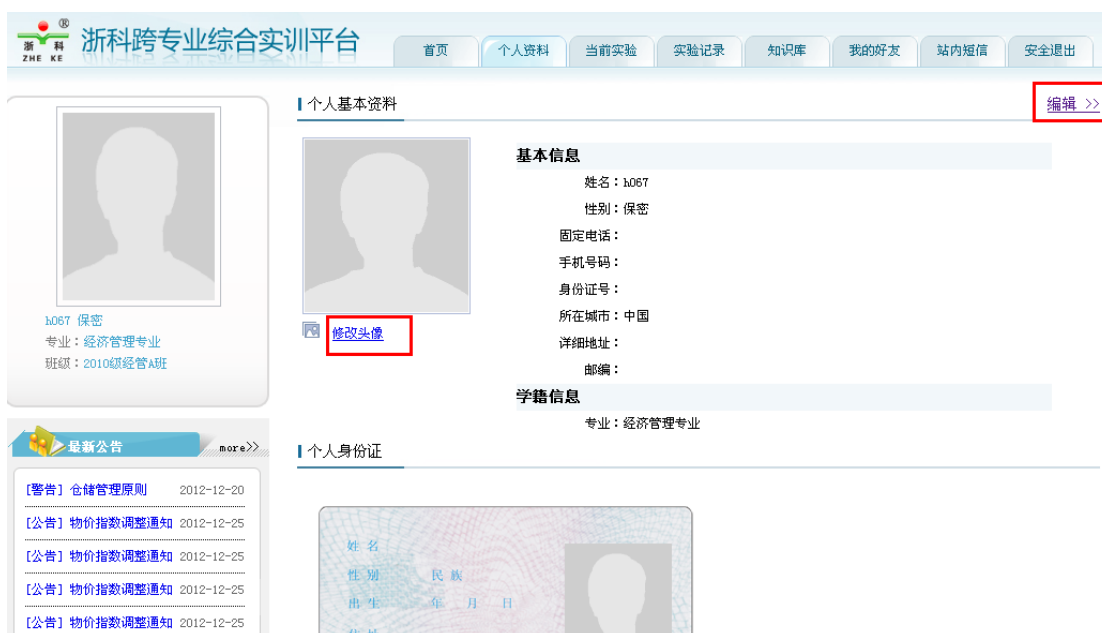 ®
浙 科
ZHE KE
浙科跨专业综合实训平台
首页 个人资料 当前实验 实验记录 知识库 我的好友 站内短信 安全退出
个人基本资料
编辑 >>
基本信息
姓名：h067
性别：保密
固定电话：
手机号码：
身份证号：
所在城市：中国
详细地址：
邮编：
修改头像
学籍信息
专业：经济管理专业
h067 保密
专业：经济管理专业
班级：2010级经管A班
最新公告 more>>
[警告] 仓储管理原则 2012-12-20
[公告] 物价指数调整通知 2012-12-25
[公告] 物价指数调整通知 2012-12-25
[公告] 物价指数调整通知 2012-12-25
[公告] 物价指数调整通知 2012-12-25
个人身份证
姓 名
性 别 民 族
出 生 年 月 日